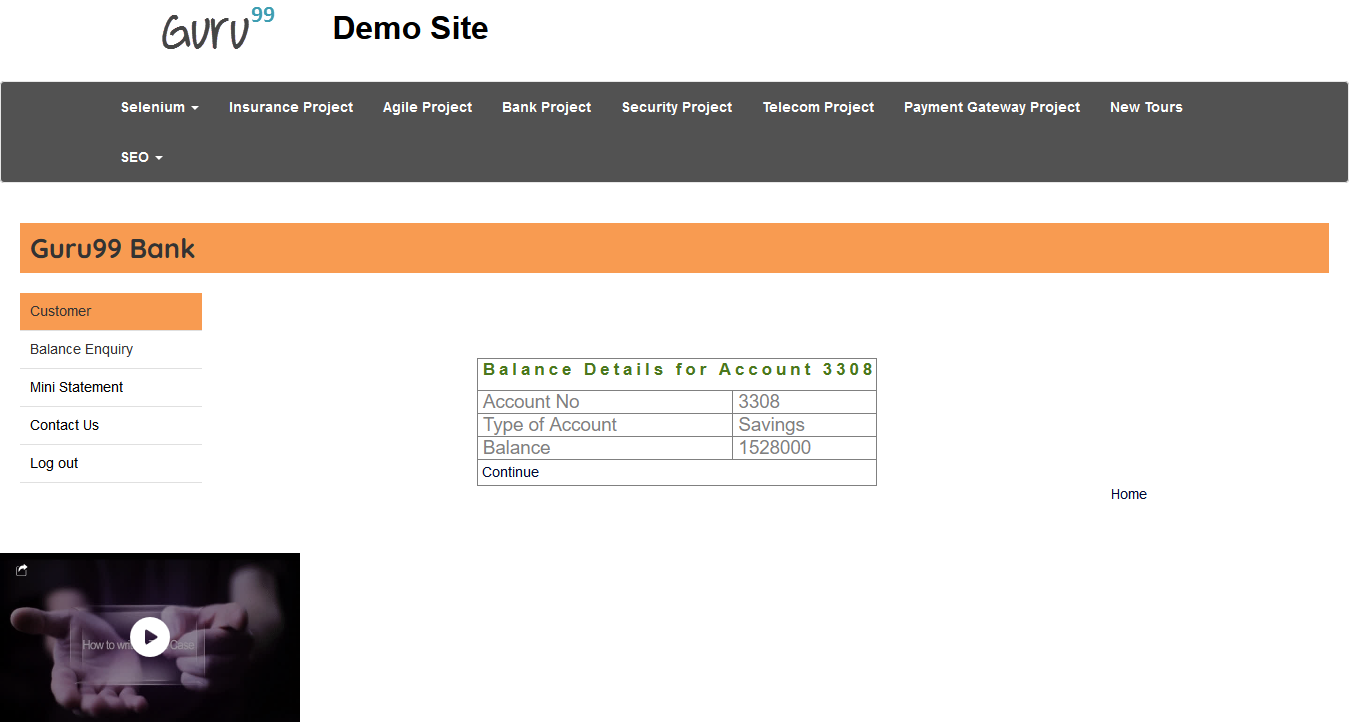 Guru99 Demo Site
Selenium Insurance Project Agile Project Bank Project Security Project Telecom Project Payment Gateway Project New Tours
SEO
Guru99 Bank
Customer
Balance Enquiry
Mini Statement
Contact Us
Log out
Balance Details for Account 3308
Account No 3308
Type of Account Savings
Balance 1528000
Continue
Home
How to Case